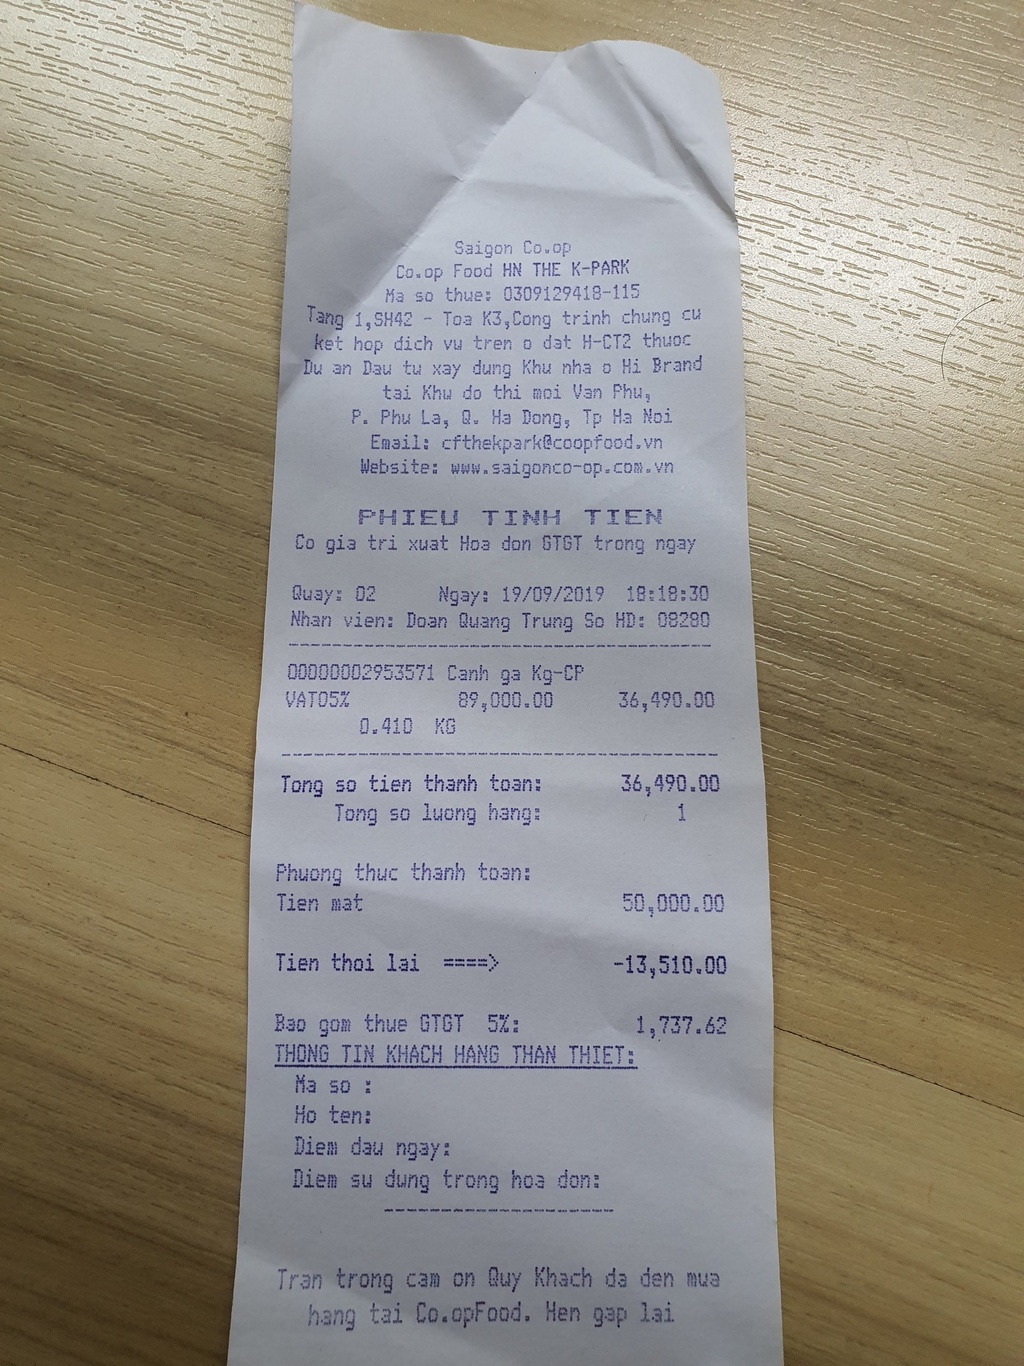 Saigon Co.op
Co.op Food HN THE K-PARK
Ma so thue: 0309129418-115
Tang 1,SH42 - Toa K3,Cong trinh chung cu
ket hop dich vu tren o dat H-CT2 thuoc
Du an Dau tu xay dung Khu nha o Hi Brand
tai Khu do thi moi Van Phu,
P. Phu La, Q. Ha Dong, Tp Ha Noi
Email: cfthekpark@coopfood.vn
Website: www.saigonco-op.com.vn
PHIEU TINH TIEN
Co gia tri xuat Hoa don GTGT trong ngay
Quay: 02 Ngay: 19/09/2019 18:18:30
Nhan vien: Doan Quang Trung So HD: 08280
00000002953571 Canh ga Kg-CP
VAT05% 89,000.00 36,490.00
0.410 KG
Tong so tien thanh toan: 36,490.00
Tong so luong hang: 1
Phuong thuc thanh toan:
Tien mat 50,000.00
Tien thoi lai ====> -13,510.00
Bao gom thue GTGT 5%: 1,737.62
THONG TIN KHACH HANG THAN THIET:
Ma so :
Ho ten:
Diem dau ngay:
Diem su dung trong hoa don:
Tran trong cam on Quy Khach da den mua
hang tai Co.opFood. Hen gap lai